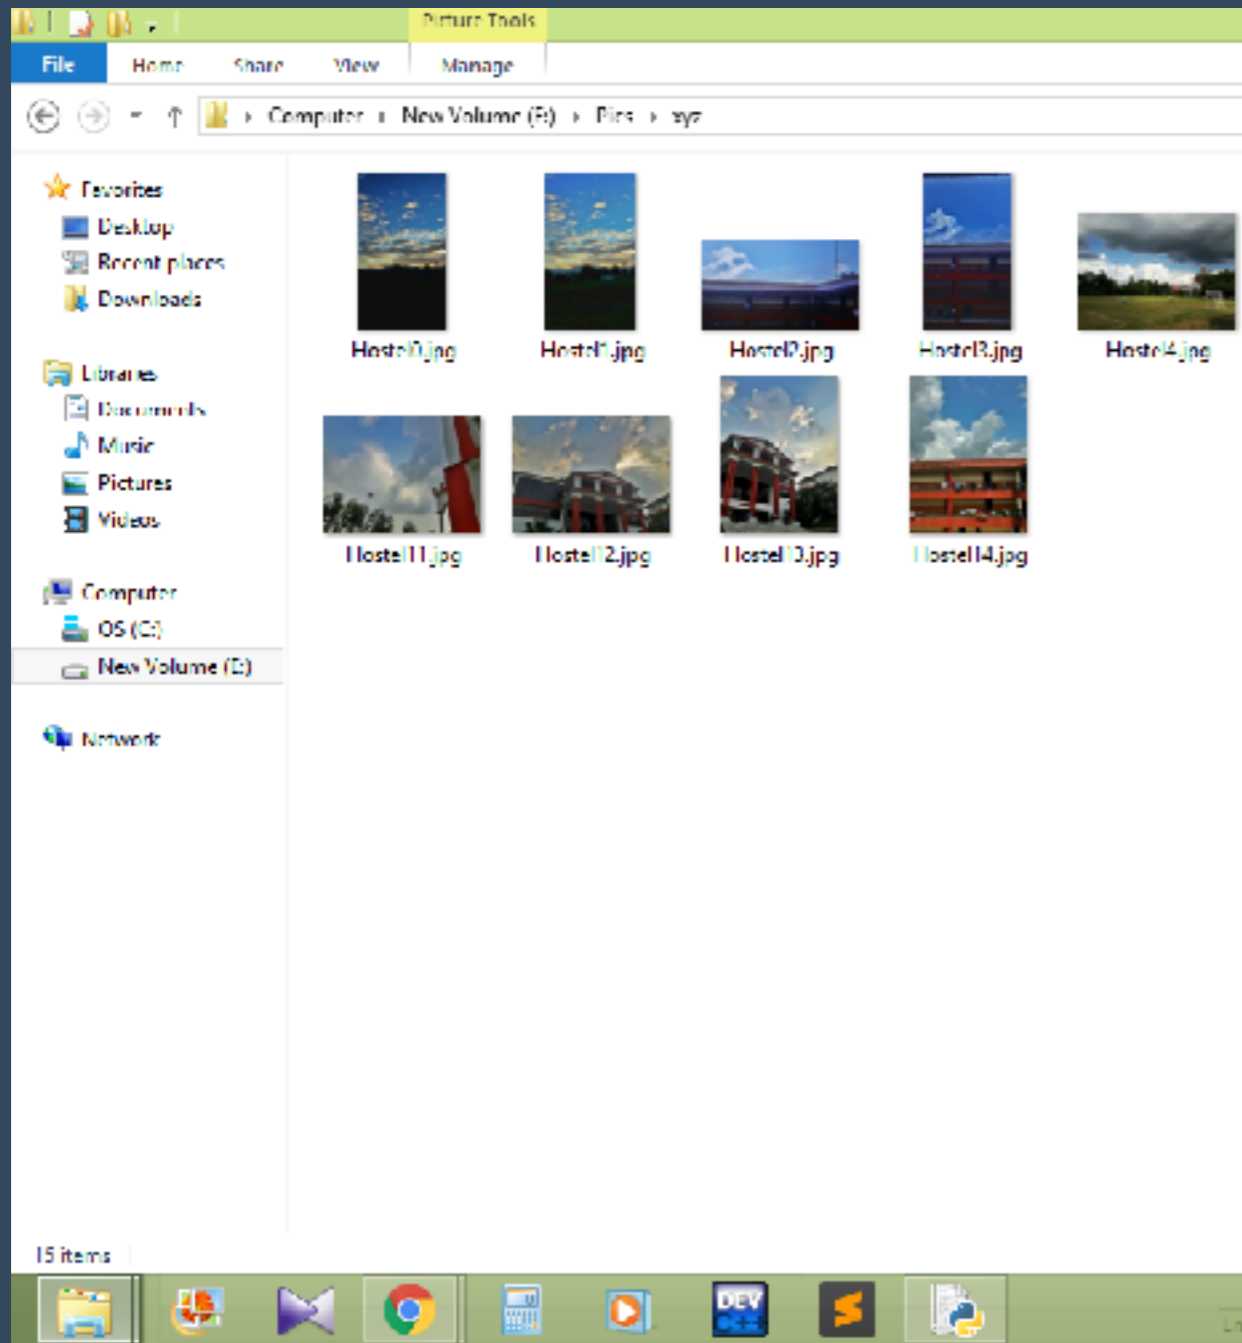 Picture Tools
File Home Share View Manage
Computer New Volume (E:) Pics xyz
Favorites
Desktop
Recent places
Downloads
Libraries
Documents
Music
Pictures
Videos
Computer
OS (C:)
New Volume (E:)
Network
Hostel0.jpg Hostel1.jpg Hostel2.jpg Hostel3.jpg Hostel4.jpg
Hostel11.jpg Hostel12.jpg Hostel13.jpg Hostel14.jpg
15 items
DEV
C++